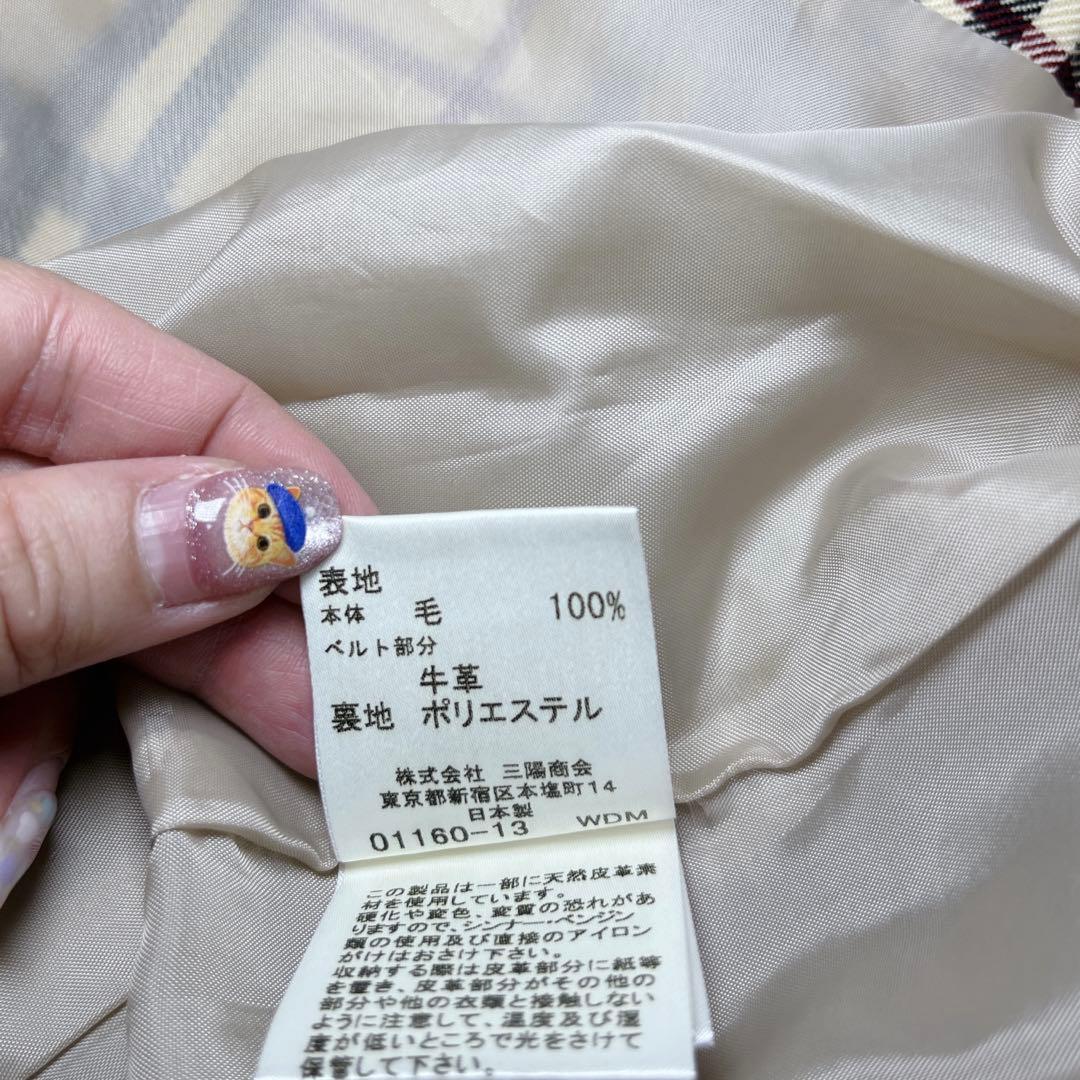 表地
本体 毛 100%
ベルト部分
牛革
裏地 ポリエステル
株式会社 三陽商会
東京都新宿区本塩町14
日本製
01160-13 WDM
この製品は一部に天然皮革素
材を使用しています。
硬化や変色、変質の恐れがあ
りますので、シンナー・ベンジン
類の使用及び直接のアイロン
がけはおさけ下さい。
収納する際は皮革部分に紙等
を置き、皮革部分がその他の
部分や他の衣類と接触しない
ように注意して、温度及び湿
度が低いところで光をさけて
保管して下さい。